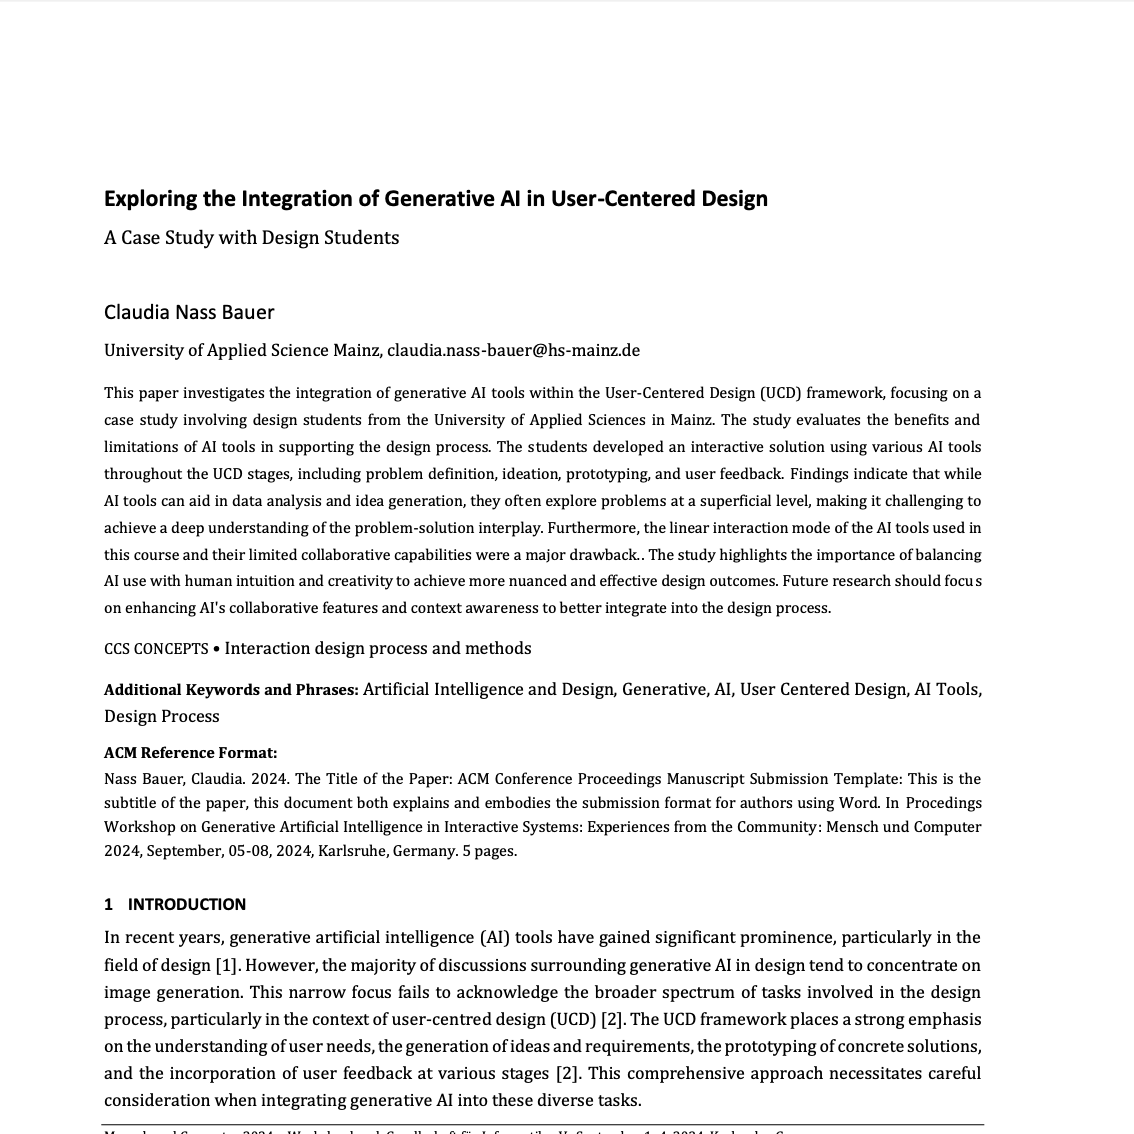 Exploring the Integration of Generative AI in User-Centered Design
A Case Study with Design Students
Claudia Nass Bauer
University of Applied Science Mainz, claudia.nass-bauer@hs-mainz.de
This paper investigates the integration of generative AI tools within the User-Centered Design (UCD) framework, focusing on a
case study involving design students from the University of Applied Sciences in Mainz. The study evaluates the benefits and
limitations of AI tools in supporting the design process. The students developed an interactive solution using various AI tools
throughout the UCD stages, including problem definition, ideation, prototyping, and user feedback. Findings indicate that while
AI tools can aid in data analysis and idea generation, they often explore problems at a superficial level, making it challenging to
achieve a deep understanding of the problem-solution interplay. Furthermore, the linear interaction mode of the AI tools used in
this course and their limited collaborative capabilities were a major drawback.. The study highlights the importance of balancing
AI use with human intuition and creativity to achieve more nuanced and effective design outcomes. Future research should focus
on enhancing AI's collaborative features and context awareness to better integrate into the design process.
CCS CONCEPTS • Interaction design process and methods
Additional Keywords and Phrases: Artificial Intelligence and Design, Generative, AI, User Centered Design, AI Tools,
Design Process
ACM Reference Format:
Nass Bauer, Claudia. 2024. The Title of the Paper: ACM Conference Proceedings Manuscript Submission Template: This is the
subtitle of the paper, this document both explains and embodies the submission format for authors using Word. In Procedings
Workshop on Generative Artificial Intelligence in Interactive Systems: Experiences from the Community: Mensch und Computer
2024, September, 05-08, 2024, Karlsruhe, Germany. 5 pages.
1 INTRODUCTION
In recent years, generative artificial intelligence (AI) tools have gained significant prominence, particularly in the
field of design [1]. However, the majority of discussions surrounding generative AI in design tend to concentrate on
image generation. This narrow focus fails to acknowledge the broader spectrum of tasks involved in the design
process, particularly in the context of user-centred design (UCD) [2]. The UCD framework places a strong emphasis
on the understanding of user needs, the generation of ideas and requirements, the prototyping of concrete solutions,
and the incorporation of user feedback at various stages [2]. This comprehensive approach necessitates careful
consideration when integrating generative AI into these diverse tasks.